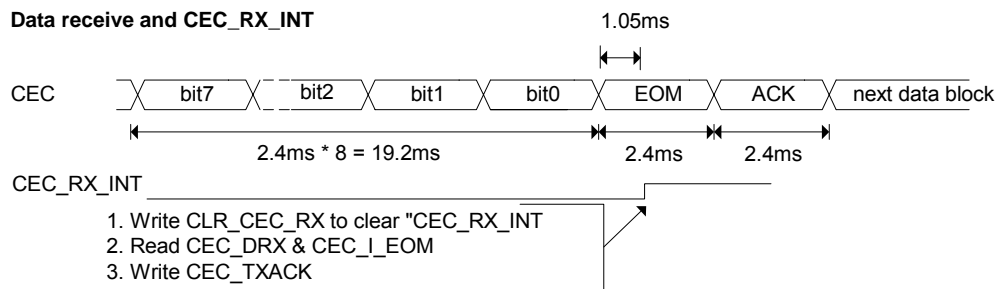 Data receive and CEC_RX_INT
1.05ms
CEC bit7 bit2 bit1 bit0 EOM ACK next data block
2.4ms * 8 = 19.2ms 2.4ms 2.4ms
CEC_RX_INT
1. Write CLR_CEC_RX to clear "CEC_RX_INT
2. Read CEC_DRX & CEC_I_EOM
3. Write CEC_TXACK